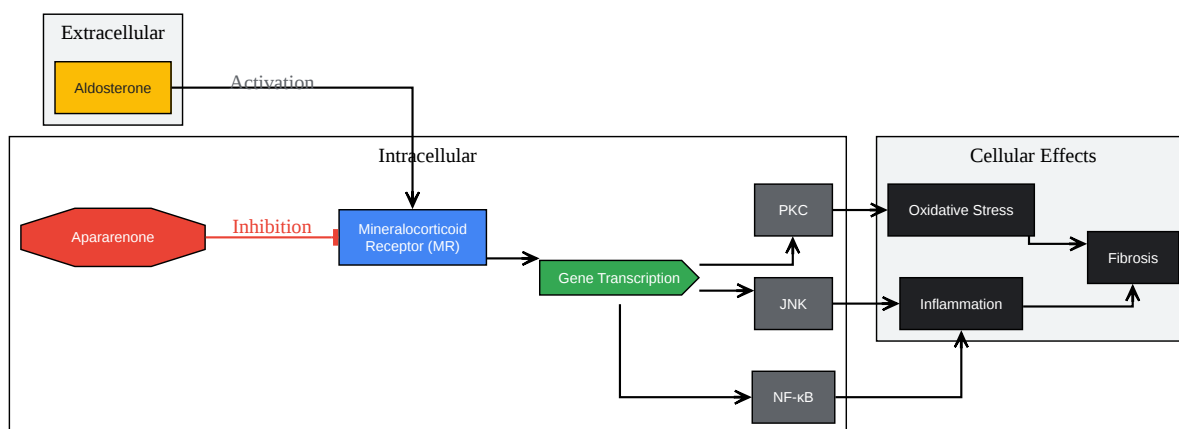 Extracellular
Aldosterone
Activation
Intracellular
Cellular Effects
Apararenone
Inhibition
Mineralocorticoid
Receptor (MR)
Gene Transcription
PKC
JNK
NF-κB
Oxidative Stress
Inflammation
Fibrosis